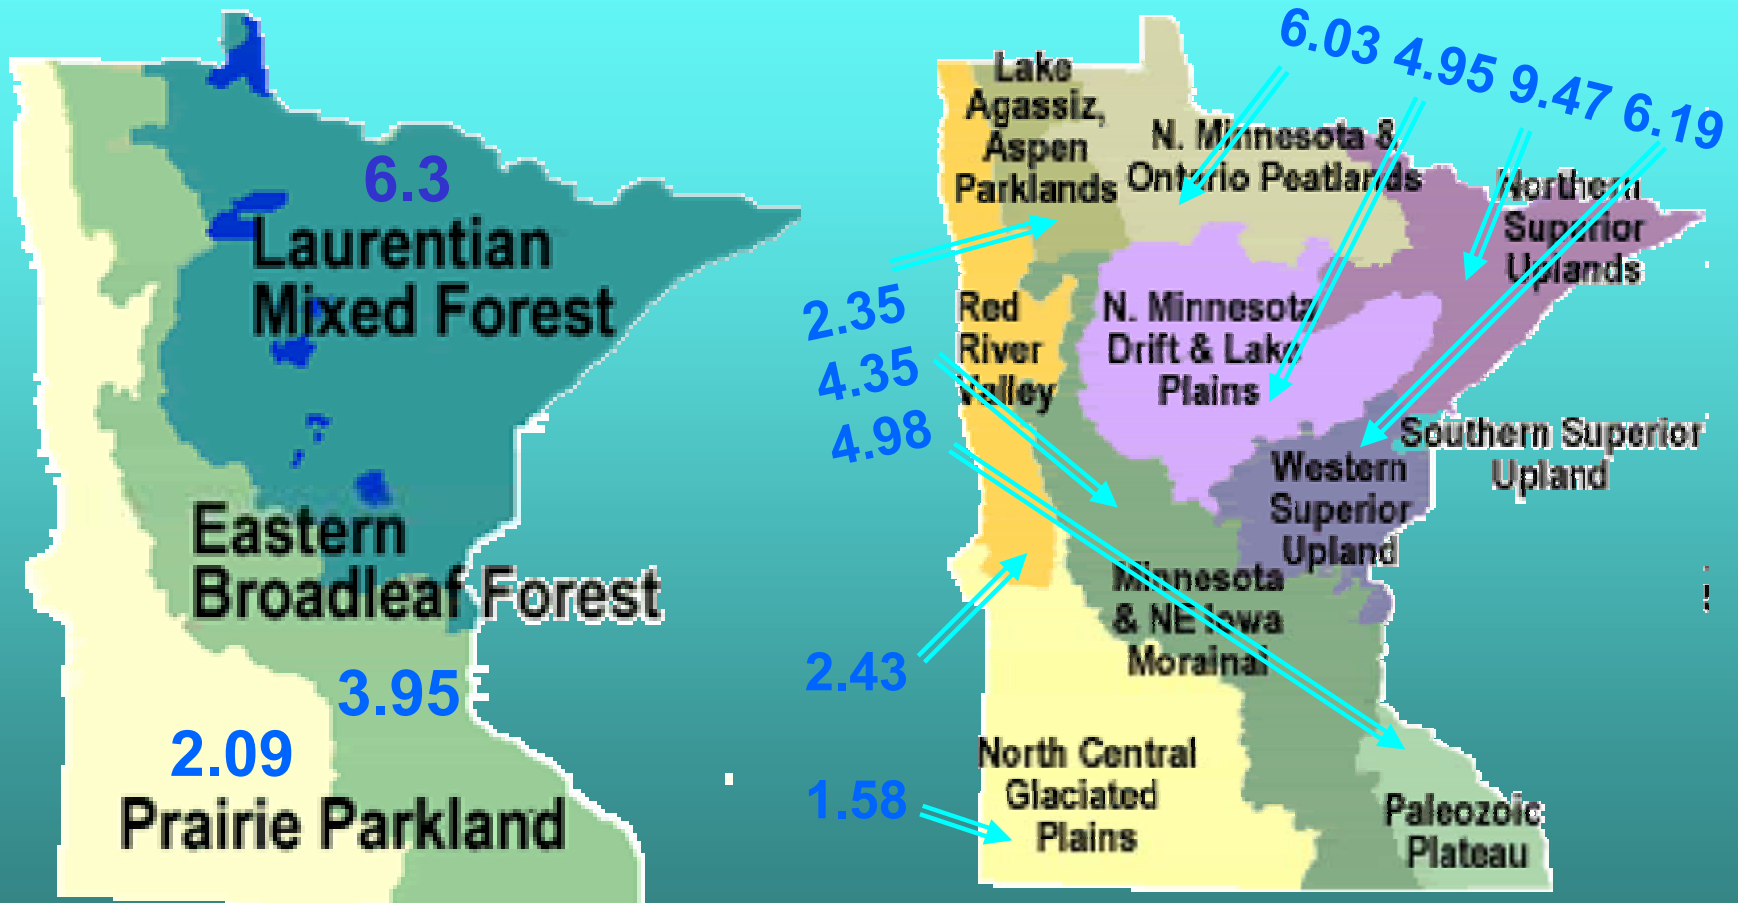 6.3
Laurentian
Mixed Forest
Eastern
Broadleaf Forest
3.95
2.09
Prairie Parkland
6.03 4.95 9.47 6.19
Lake
Agassiz,
Aspen
Parklands
N. Minnesota &
Ontario Peatlands
Northern
Superior
Uplands
2.35
4.35
4.98
Red
River
Valley
N. Minnesota
Drift & Lake
Plains
Southern Superior
Upland
Western
Superior
Upland
Minnesota
& NE Iowa
Morainal
2.43
1.58
North Central
Glaciated
Plains
Paleozoic
Plateau